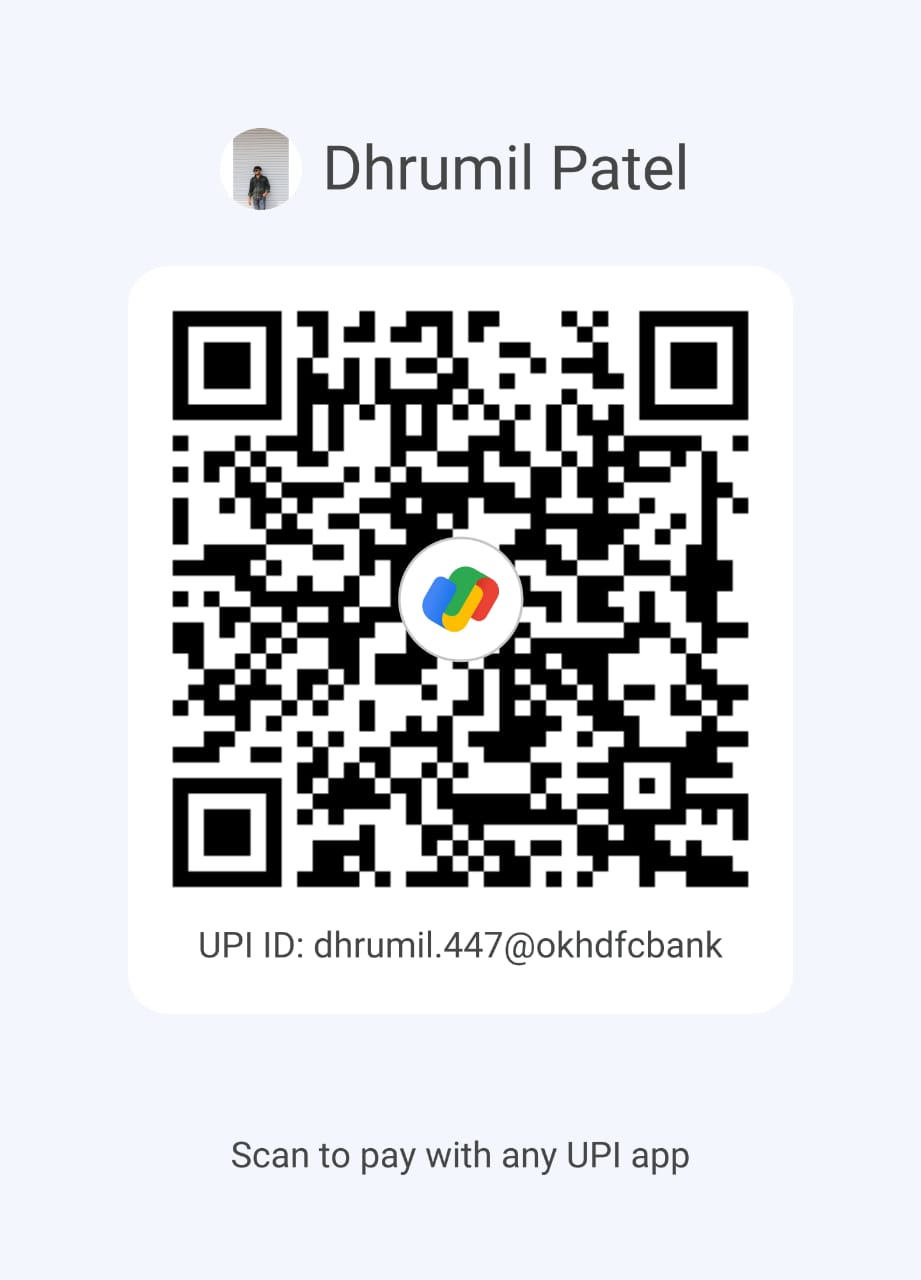 Dhrumil Patel
UPI ID: dhrumil.447@okhdfcbank
Scan to pay with any UPI app